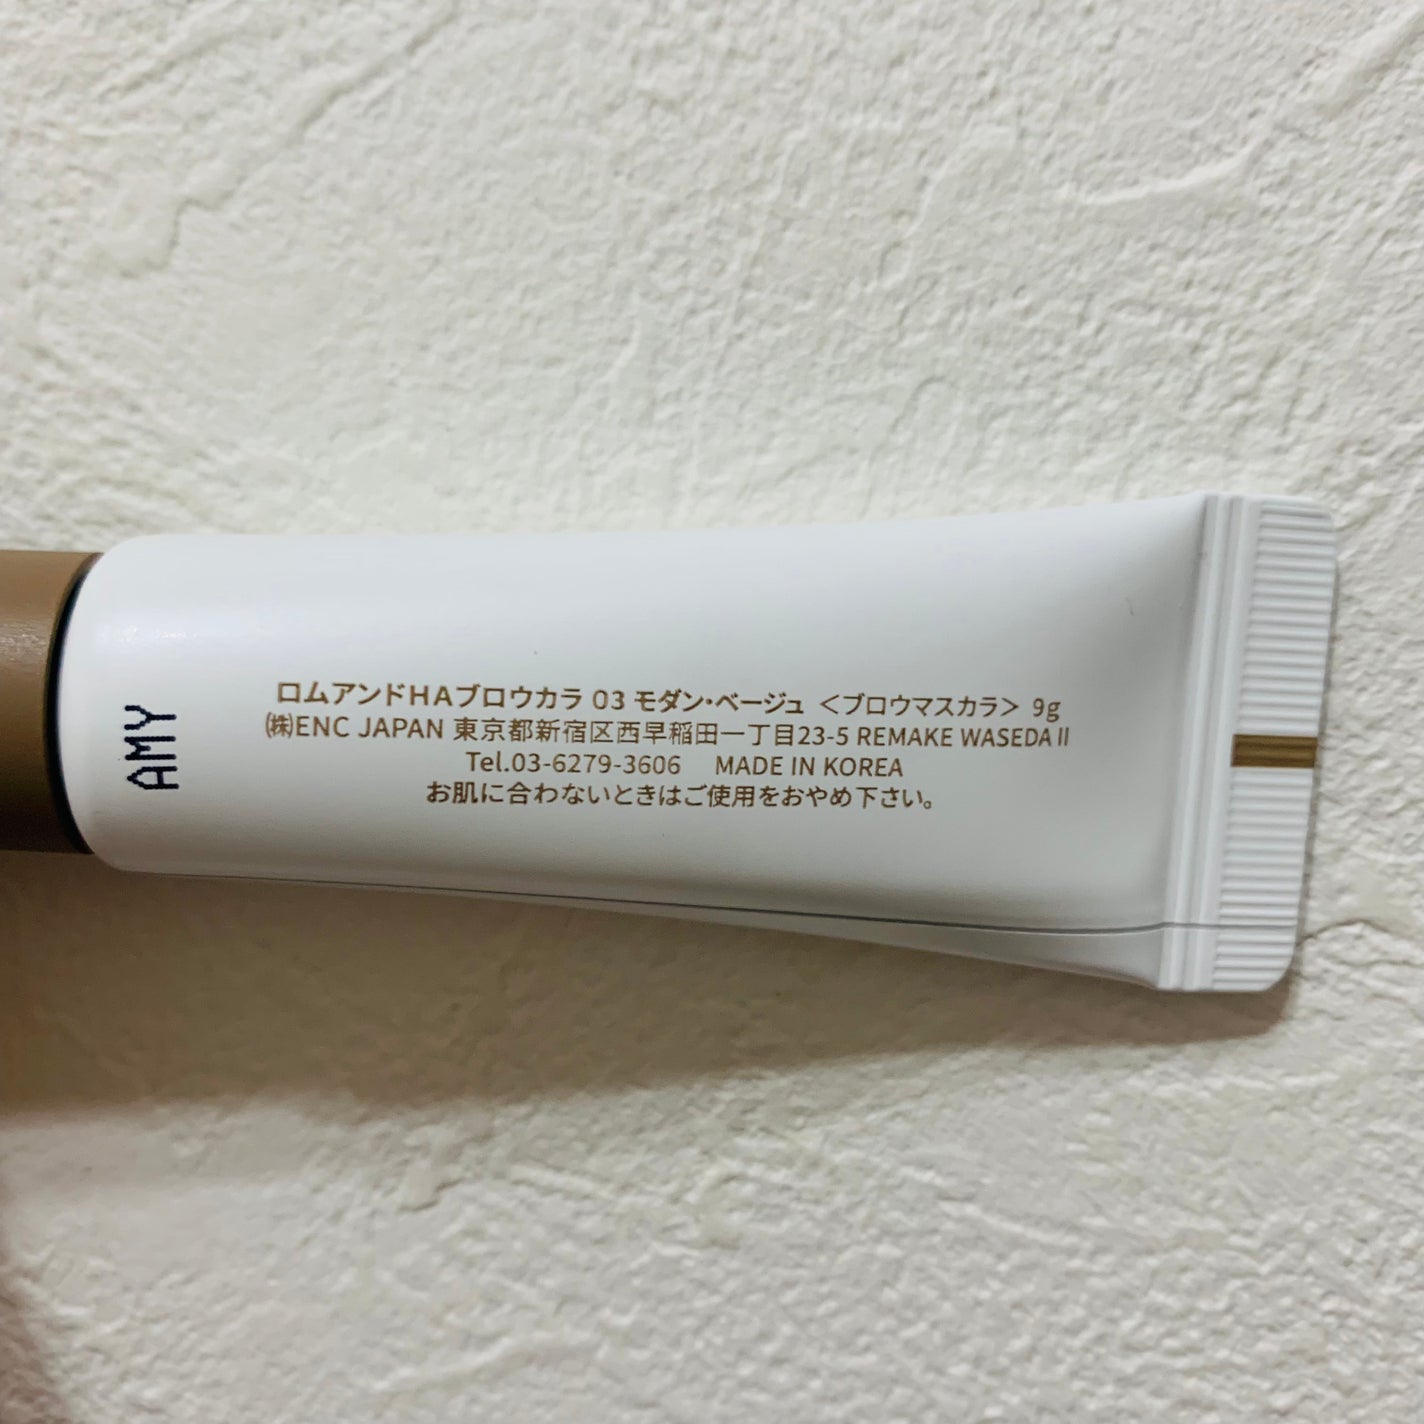 ロムアンドHAブロウカラ 03 モダン・ベージュ <ブロウマスカラ> 9g
㈱ENC JAPAN 東京都新宿区西早稲田一丁目23-5 REMAKE WASEDAⅡ
Tel.03-6279-3606 MADE IN KOREA
お肌に合わないときはご使用をおやめ下さい。
AMY